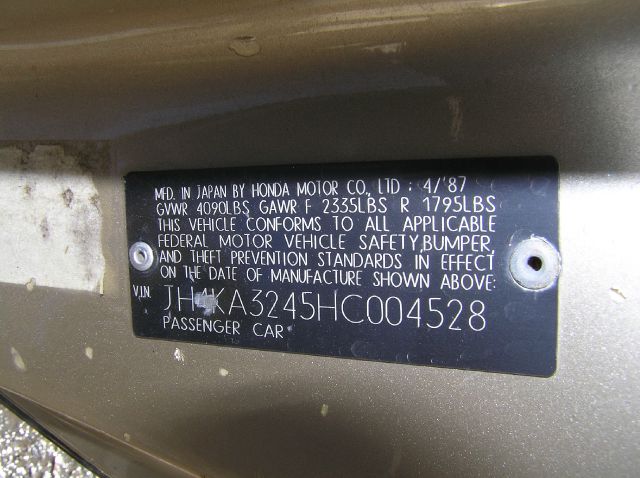 MFD. IN JAPAN BY HONDA MOTOR CO., LTD : 4/'87
GVWR 4090LBS GAWR F 2335LBS R 1795LBS
THIS VEHICLE CONFORMS TO ALL APPLICABLE
FEDERAL MOTOR VEHICLE SAFETY,BUMPER,
AND THEFT PREVENTION STANDARDS IN EFFECT
ON THE DATE OF MANUFACTURE SHOWN ABOVE:
V.I.N. JH4KA3245HC004528
PASSENGER CAR